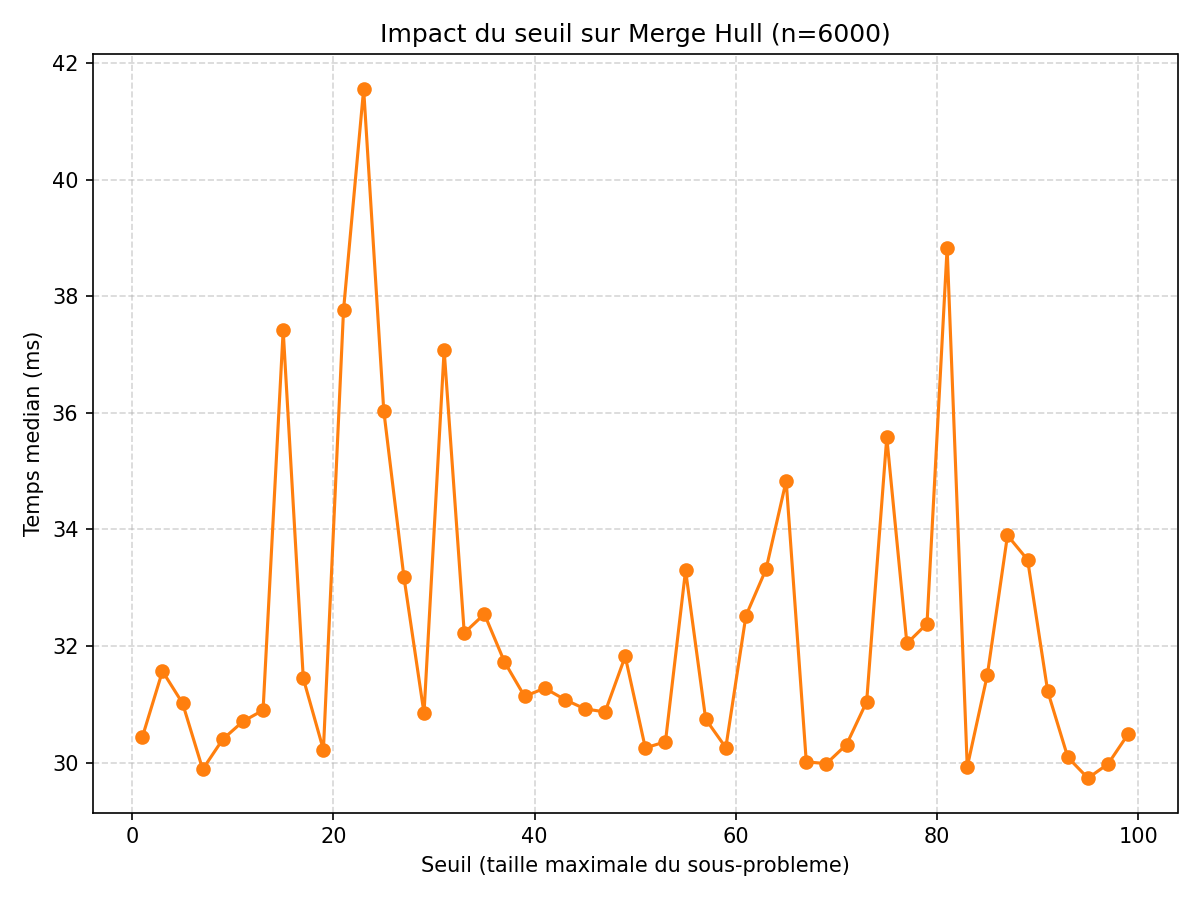 Impact du seuil sur Merge Hull (n=6000)
42
40
38
36
34
32
30
Temps median (ms)
0 20 40 60 80 100
Seuil (taille maximale du sous-probleme)